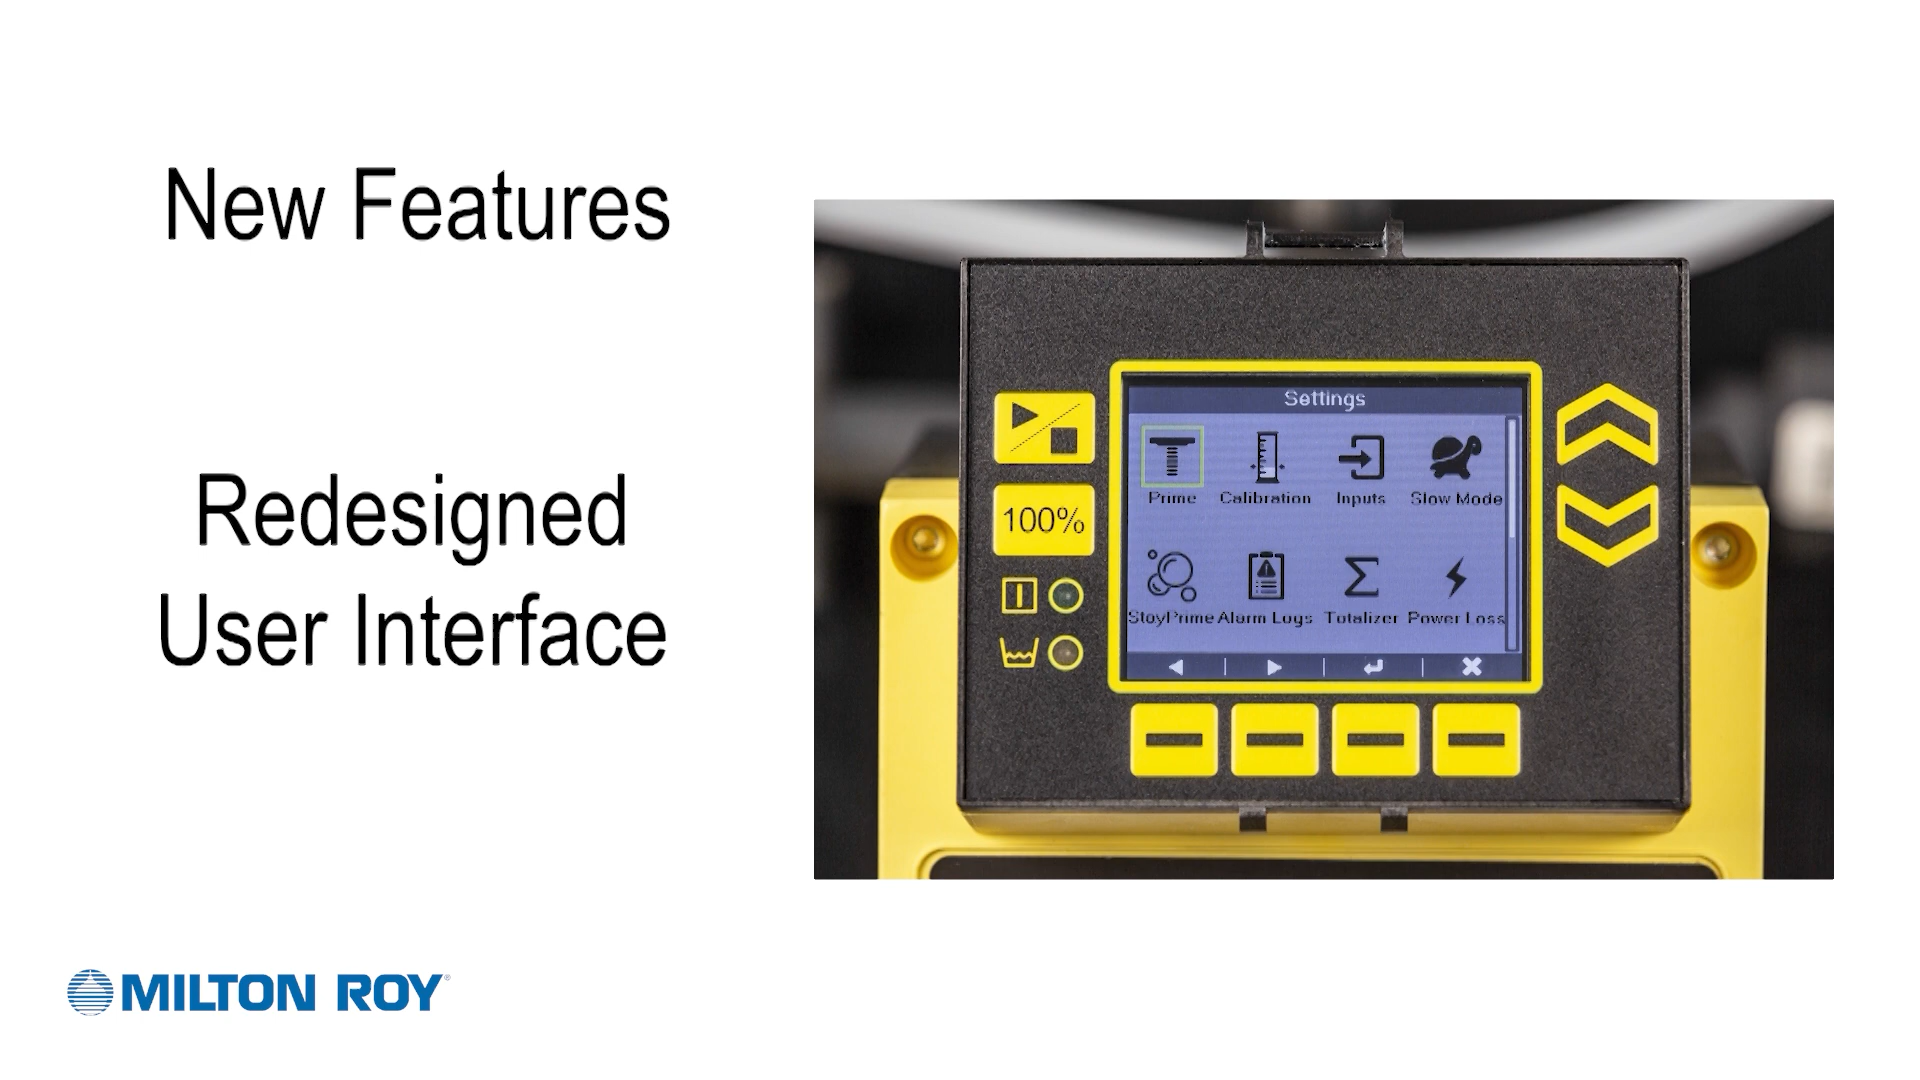 New Features
Redesigned
User Interface
Settings
Prime Calibration Inputs Slow Mode
StayPrime Alarm Logs Totalizer Power Loss
100%
MILTON ROY®